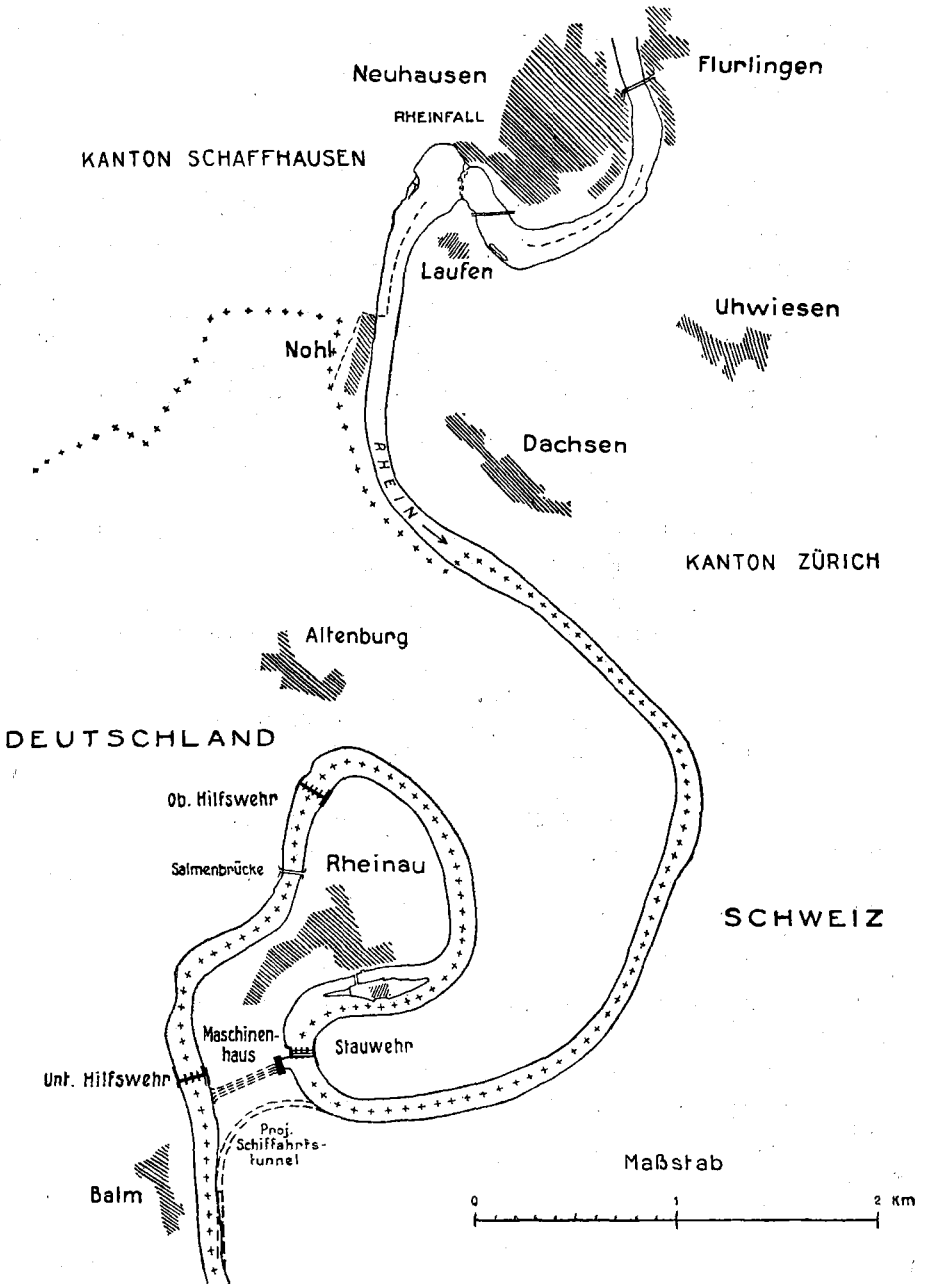 Neuhausen
Flurlingen
RHEINFALL
KANTON SCHAFFHAUSEN
Laufen
Uhwiesen
Nohl
Dachsen
RHEIN
KANTON ZÜRICH
Altenburg
DEUTSCHLAND
Ob. Hilfswehr
Salmenbrücke
Rheinau
SCHWEIZ
Maschinen-
haus
Stauwehr
Unt. Hilfswehr
Proj.
Schiffahrts-
tunnel
Balm
Maßstab
0 1 2 Km